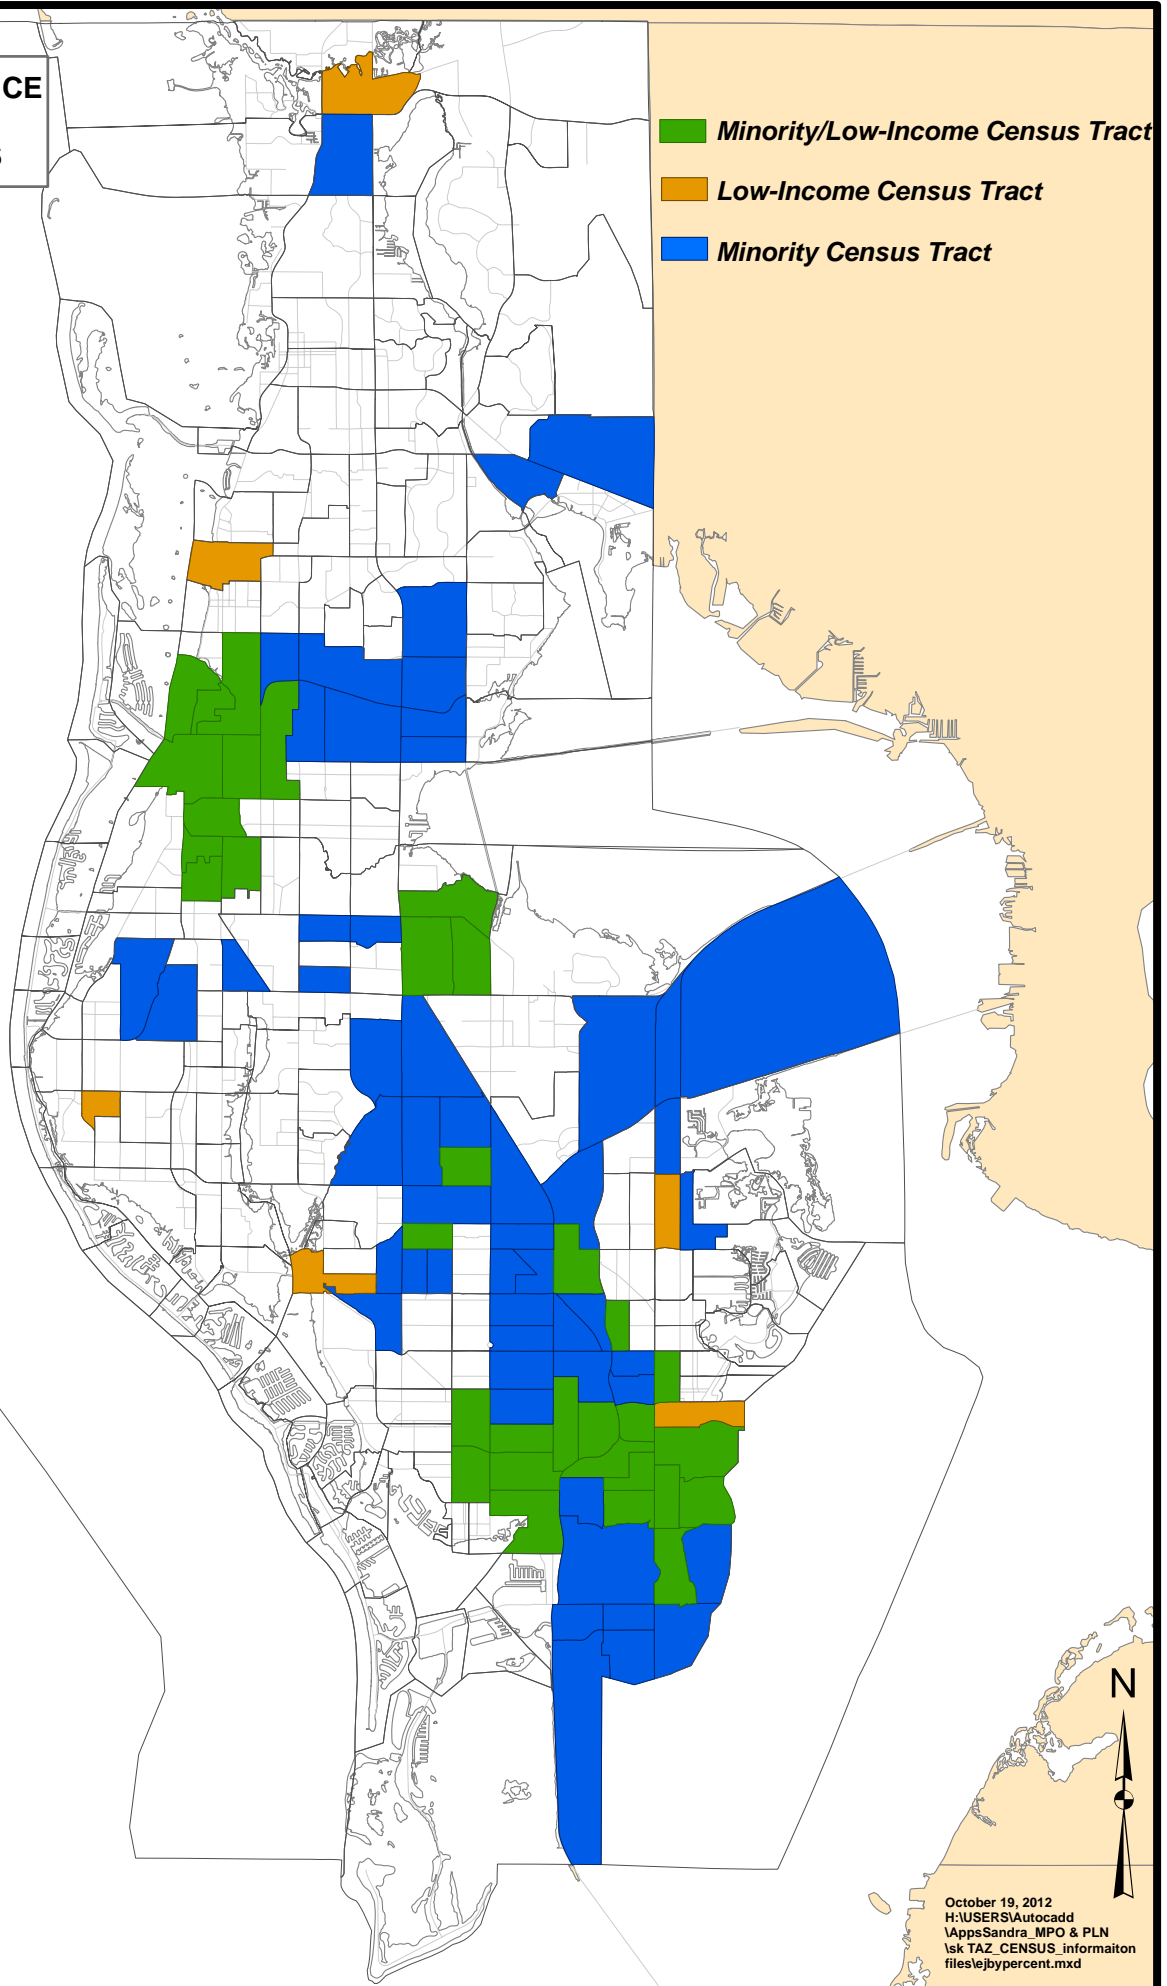 CE
S
Minority/Low-Income Census Tract
Low-Income Census Tract
Minority Census Tract
N
October 19, 2012
H:\USERS\Autocadd
\AppsSandra_MPO & PLN
\sk TAZ_CENSUS_informaiton
files\ejbypercent.mxd